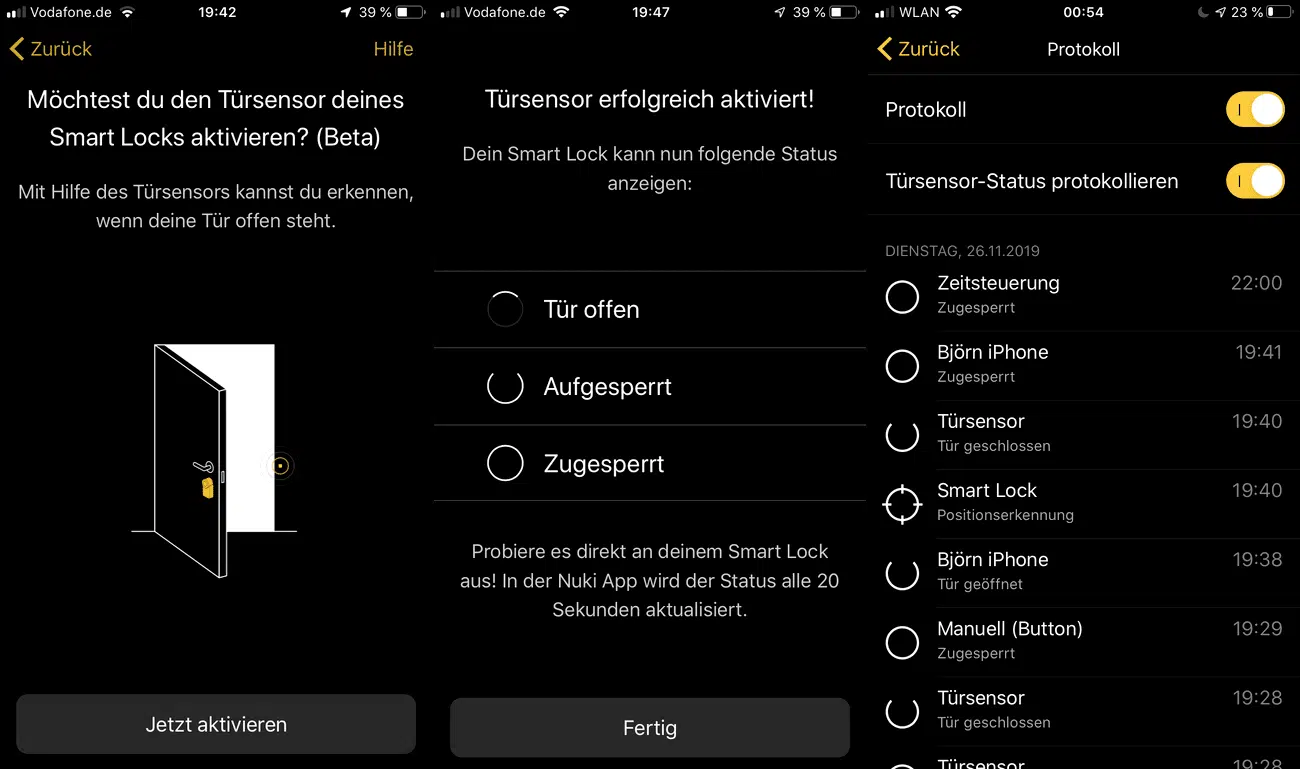 Vodafone.de
19:42
39 %
Zurück
Hilfe
Möchtest du den Türsensor deines
Smart Locks aktivieren? (Beta)
Mit Hilfe des Türsensors kannst du erkennen,
wenn deine Tür offen steht.
Jetzt aktivieren
Vodafone.de
19:47
39 %
Türsensor erfolgreich aktiviert!
Dein Smart Lock kann nun folgende Status
anzeigen:
Tür offen
Aufgesperrt
Zugesperrt
Probiere es direkt an deinem Smart Lock
aus! In der Nuki App wird der Status alle 20
Sekunden aktualisiert.
Fertig
WLAN
00:54
23 %
Zurück
Protokoll
Protokoll
Türsensor-Status protokollieren
DIENSTAG, 26.11.2019
Zeitsteuerung
22:00
Zugesperrt
Björn iPhone
19:41
Zugesperrt
Türsensor
19:40
Tür geschlossen
Smart Lock
19:40
Positionserkennung
Björn iPhone
19:38
Tür geöffnet
Manuell (Button)
19:29
Zugesperrt
Türsensor
19:28
Tür geschlossen
Türsensor
19:28